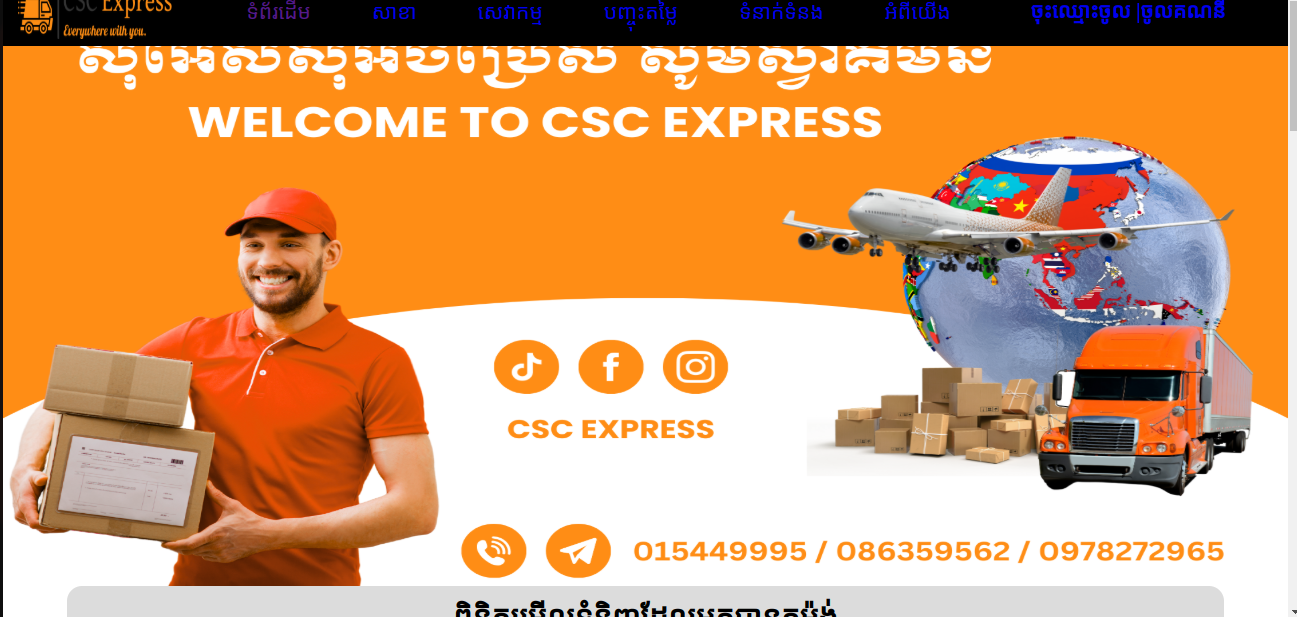 CSC Express
Everywhere with you.
ទំព័រដើម សាខា សេវាកម្ម បញ្ចុះតម្លៃ ទំនាក់ទំនង អំពីយើង ចុះឈ្មោះចូល |ចូលគណនី
WELCOME TO CSC EXPRESS
CSC EXPRESS
015449995 / 086359562 / 0978272965